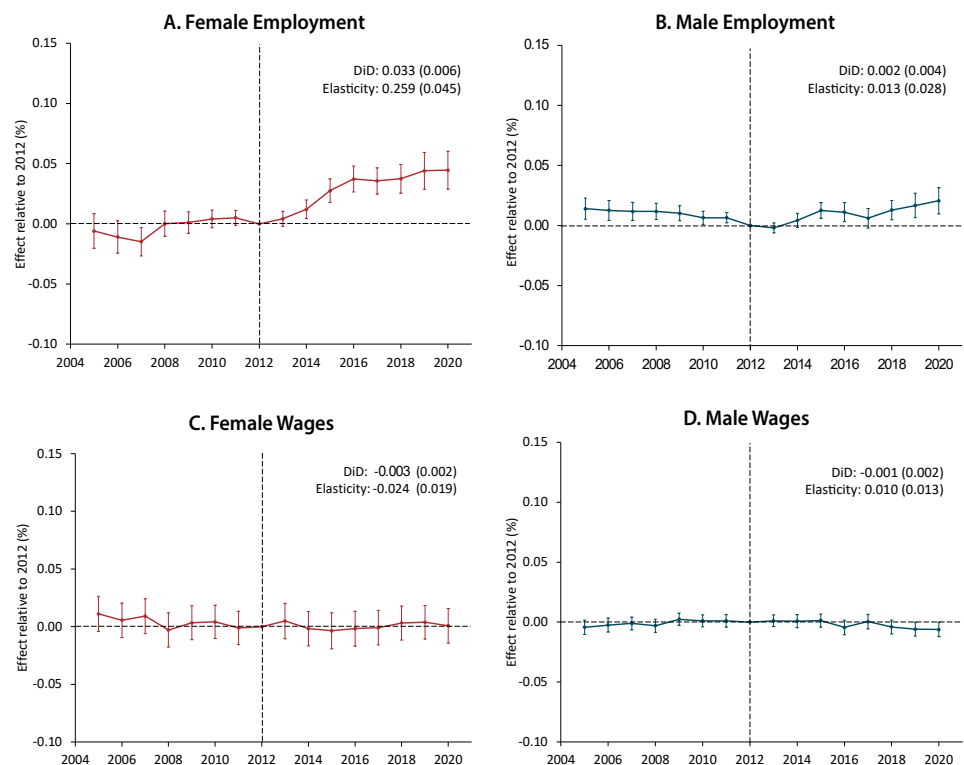 A. Female Employment
DiD: 0.033 (0.006)
Elasticity: 0.259 (0.045)
Effect relative to 2012 (%)
0.15
0.10
0.05
0.00
-0.05
-0.10
2004 2006 2008 2010 2012 2014 2016 2018 2020
B. Male Employment
DiD: 0.002 (0.004)
Elasticity: 0.013 (0.028)
Effect relative to 2012 (%)
0.15
0.10
0.05
0.00
-0.05
-0.10
2004 2006 2008 2010 2012 2014 2016 2018 2020
C. Female Wages
DiD: -0.003 (0.002)
Elasticity: -0.024 (0.019)
Effect relative to 2012 (%)
0.15
0.10
0.05
0.00
-0.05
-0.10
2004 2006 2008 2010 2012 2014 2016 2018 2020
D. Male Wages
DiD: -0.001 (0.002)
Elasticity: 0.010 (0.013)
Effect relative to 2012 (%)
0.15
0.10
0.05
0.00
-0.05
-0.10
2004 2006 2008 2010 2012 2014 2016 2018 2020